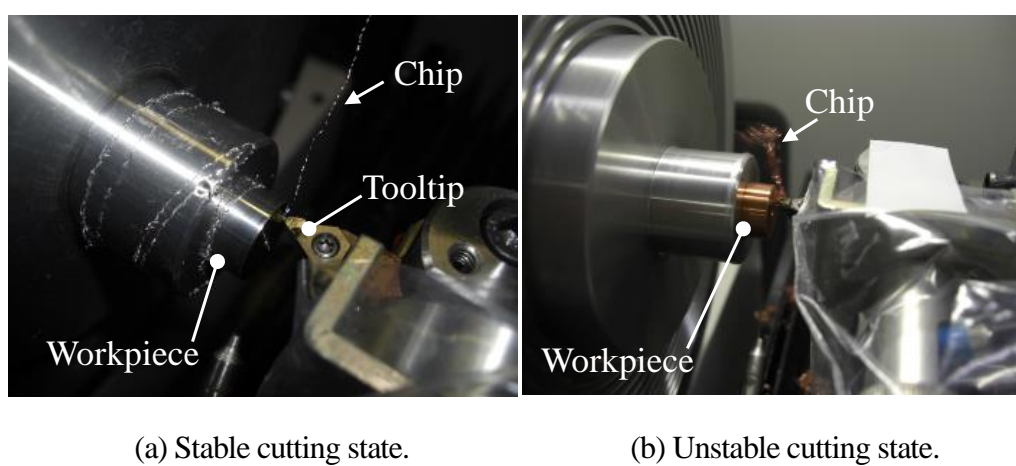 Chip
Tooltip
Workpiece
Chip
Workpiece
(a) Stable cutting state.
(b) Unstable cutting state.